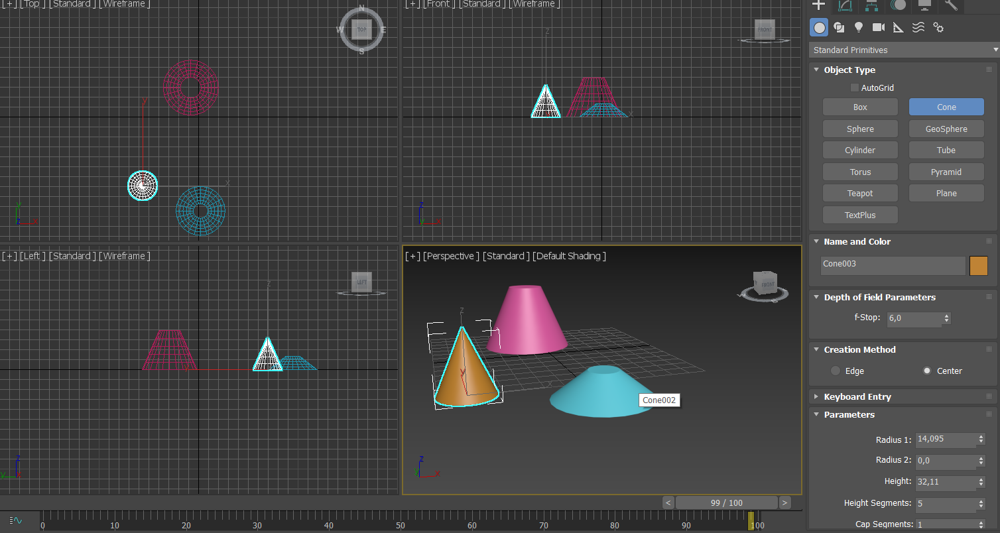 [+] [Top ] [Standard ] [Wireframe ]
N
W TOP E
S
y
x
y
z x
[+] [Front ] [Standard ] [Wireframe ]
FRONT
z
x
z
y x
[+] [Left ] [Standard ] [Wireframe ]
LEFT
z
z
y x
[+] [Perspective ] [Standard ] [Default Shading ]
FRONT
z
y
x
Cone002
z
y x
< 99 / 100 >
0 10 20 30 40 50 60 70 80 90 100
Standard Primitives
Object Type
AutoGrid
Box Cone
Sphere GeoSphere
Cylinder Tube
Torus Pyramid
Teapot Plane
TextPlus
Name and Color
Cone003
Depth of Field Parameters
f-Stop: 6,0
Creation Method
Edge Center
Keyboard Entry
Parameters
Radius 1: 14,095
Radius 2: 0,0
Height: 32,11
Height Segments: 5
Cap Segments: 1